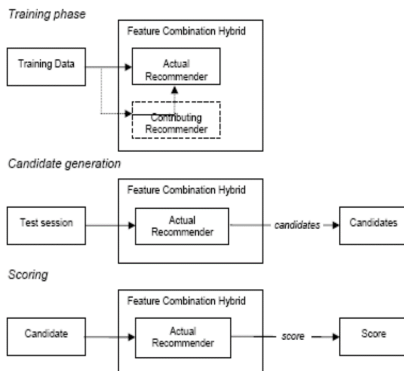 Training phase
Feature Combination Hybrid
Training Data
Actual
Recommender
Contributing
Recommender
Candidate generation
Feature Combination Hybrid
Test session
Actual
Recommender
candidates
Candidates
Scoring
Feature Combination Hybrid
Candidate
Actual
Recommender
score
Score